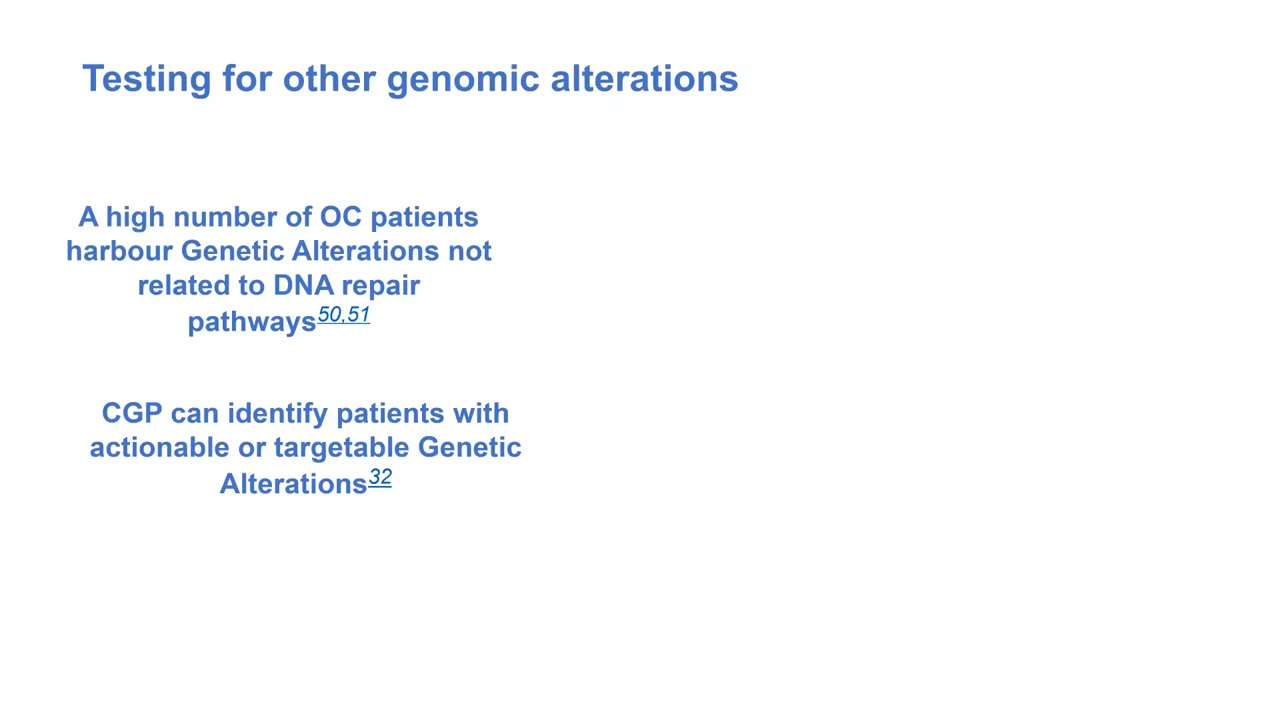 Testing for other genomic alterations
A high number of OC patients
harbour Genetic Alterations not
related to DNA repair
pathways50,51
CGP can identify patients with
actionable or targetable Genetic
Alterations32